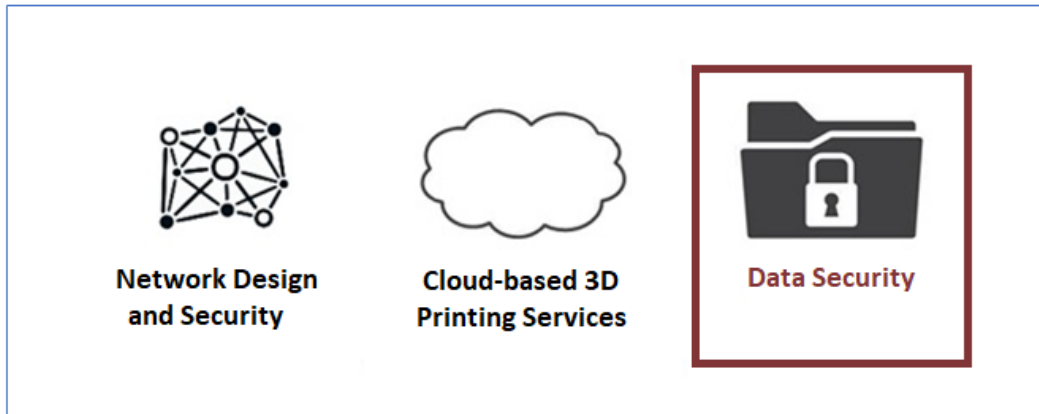 Network Design
and Security
Cloud-based 3D
Printing Services
Data Security